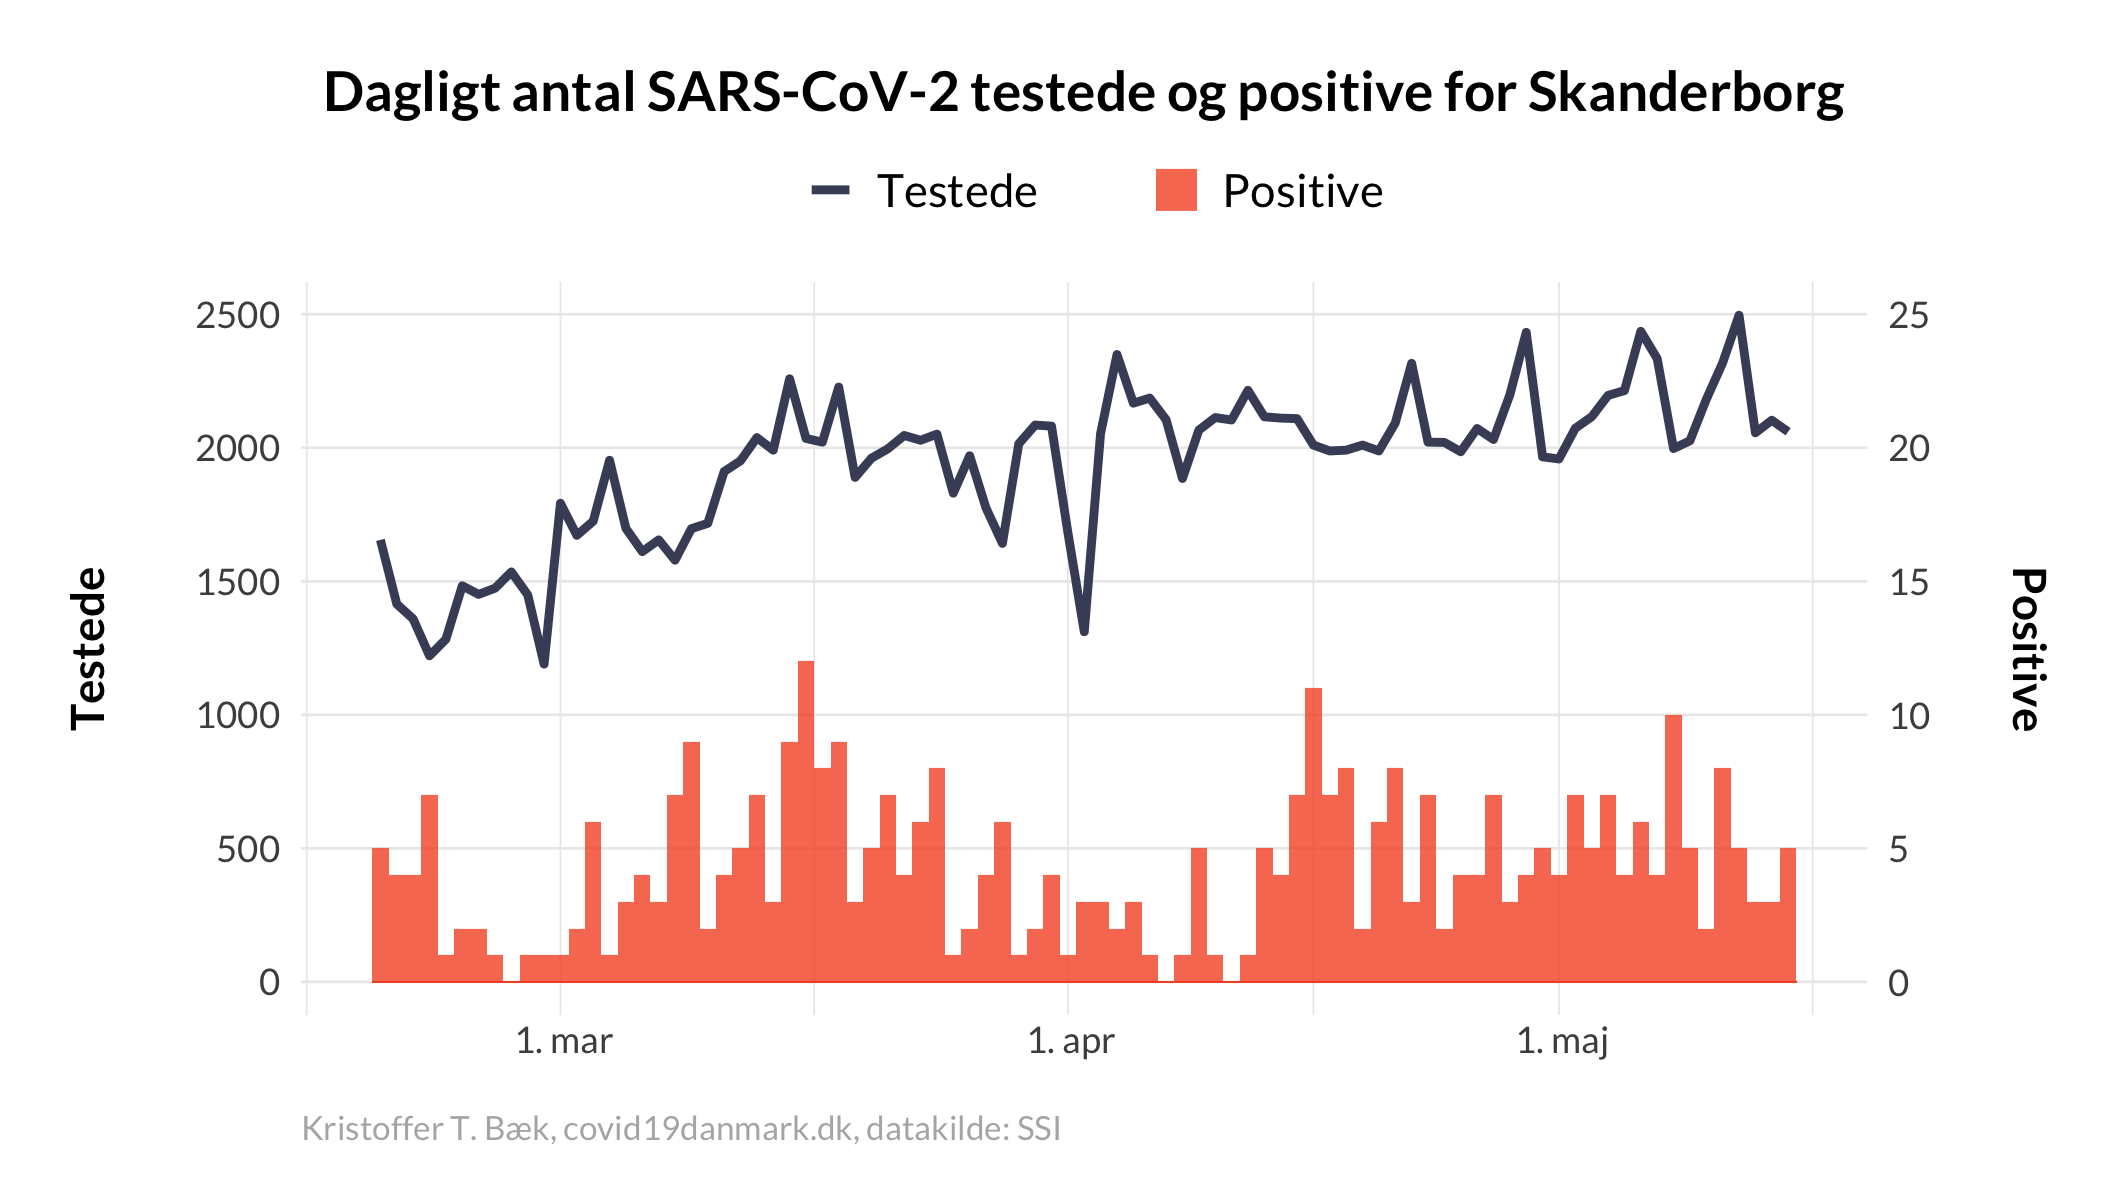 Dagligt antal SARS-CoV-2 testede og positive for Skanderborg
Testede Positive
2500 25
2000 20
1500 15
1000 10
500 5
0 0
Testede
Positive
1. mar 1. apr 1. maj
Kristoffer T. Bæk, covid19danmark.dk, datakilde: SSI